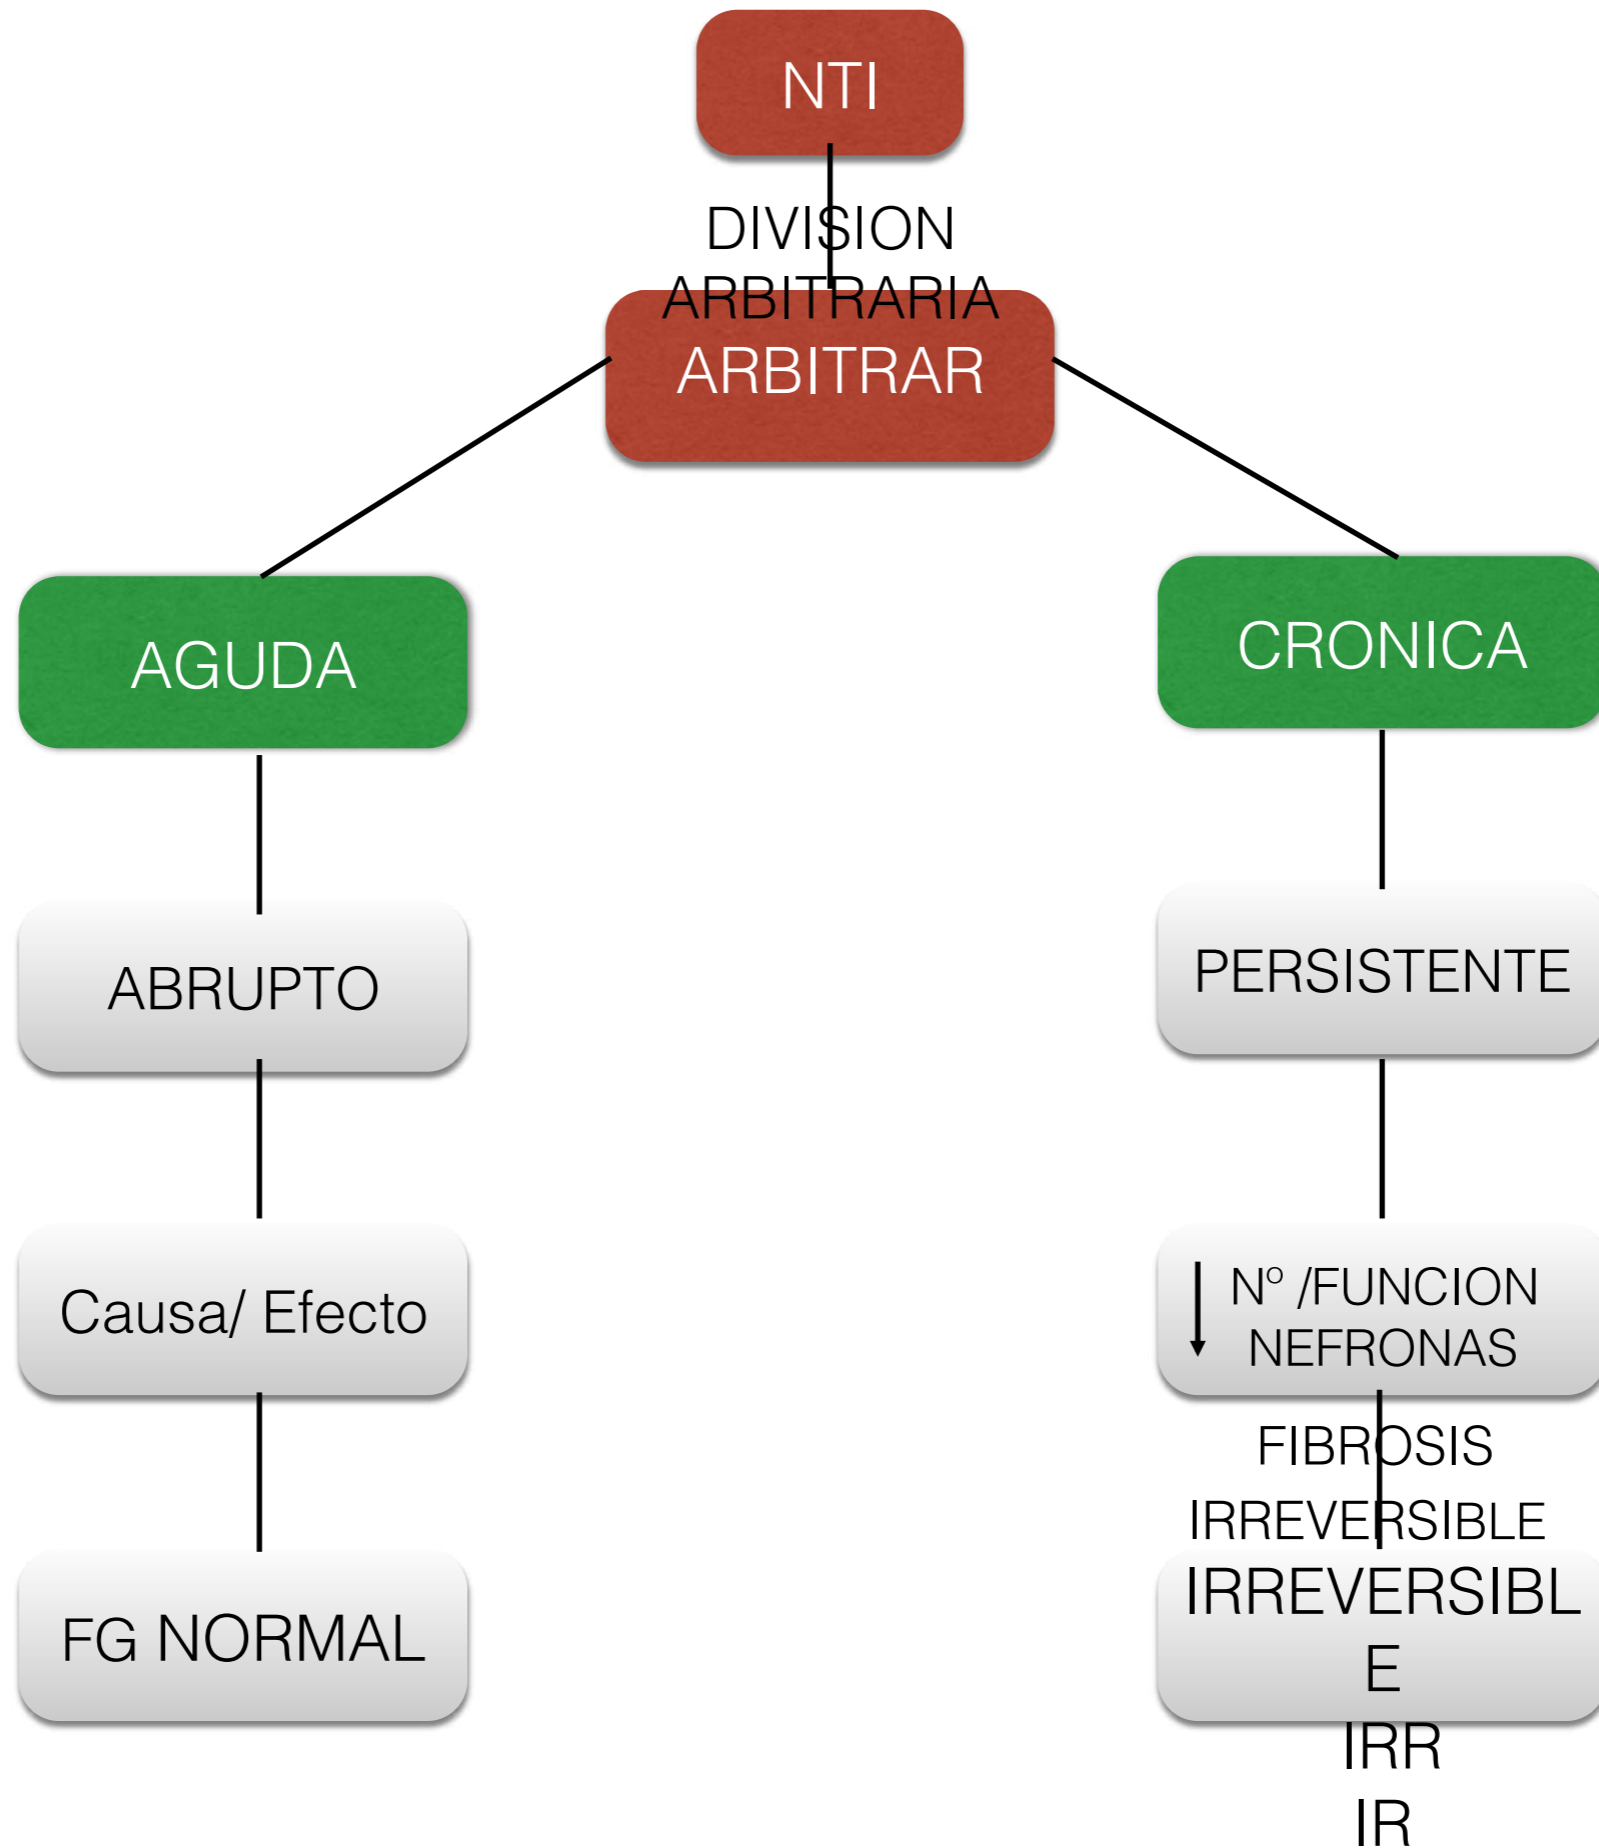 NTI
DIVISION
ARBITRARIA
ARBITRAR
AGUDA
CRONICA
ABRUPTO
PERSISTENTE
Causa/ Efecto
Nº /FUNCION
NEFRONAS
FIBROSIS
IRREVERSIBLE
FG NORMAL
IRREVERSIBL
E
IRR
IR